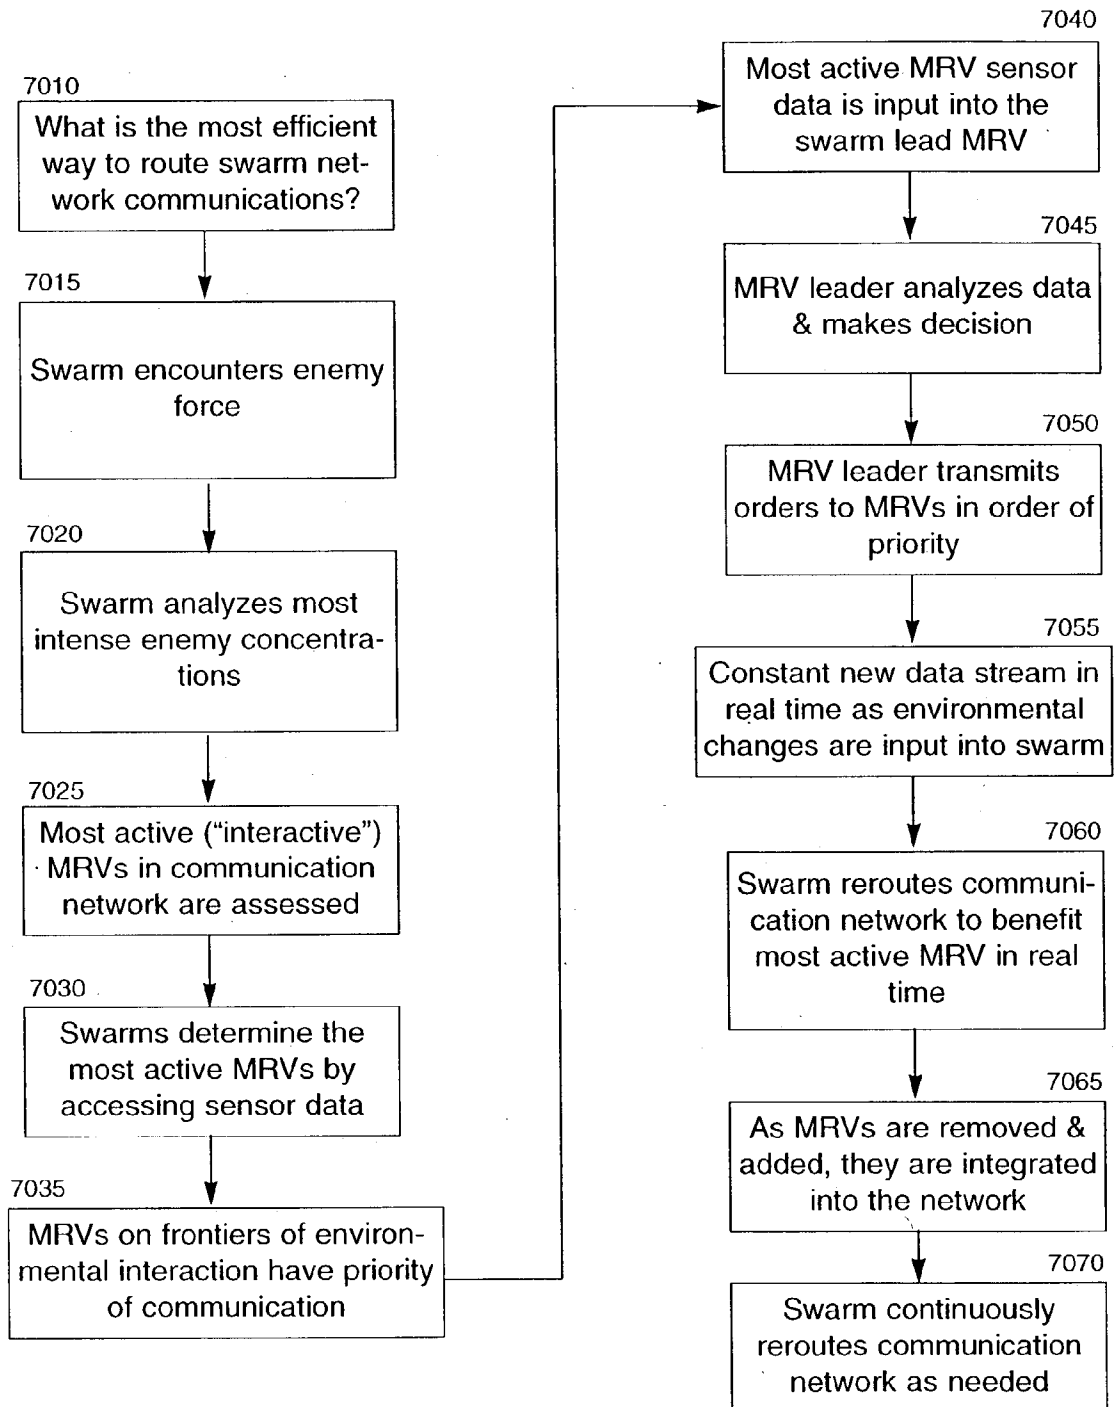 7010
What is the most efficient
way to route swarm net-
work communications?
7015
Swarm encounters enemy
force
7020
Swarm analyzes most
intense enemy concentra-
tions
7025
Most active (“interactive”)
MRVs in communication
network are assessed
7030
Swarms determine the
most active MRVs by
accessing sensor data
7035
MRVs on frontiers of environ-
mental interaction have priority
of communication
7040
Most active MRV sensor
data is input into the
swarm lead MRV
7045
MRV leader analyzes data
& makes decision
7050
MRV leader transmits
orders to MRVs in order of
priority
7055
Constant new data stream in
real time as environmental
changes are input into swarm
7060
Swarm reroutes communi-
cation network to benefit
most active MRV in real
time
7065
As MRVs are removed &
added, they are integrated
into the network
7070
Swarm continuously
reroutes communication
network as needed